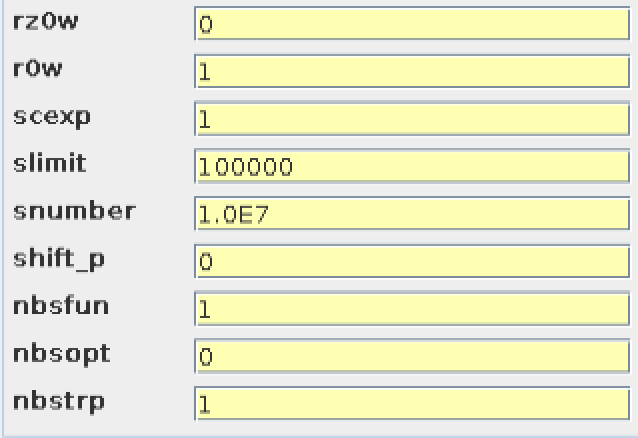 rz0w 0
r0w 1
scexp 1
slimit 100000
snumber 1.0E7
shift_p 0
nbsfun 1
nbsopt 0
nbstrp 1